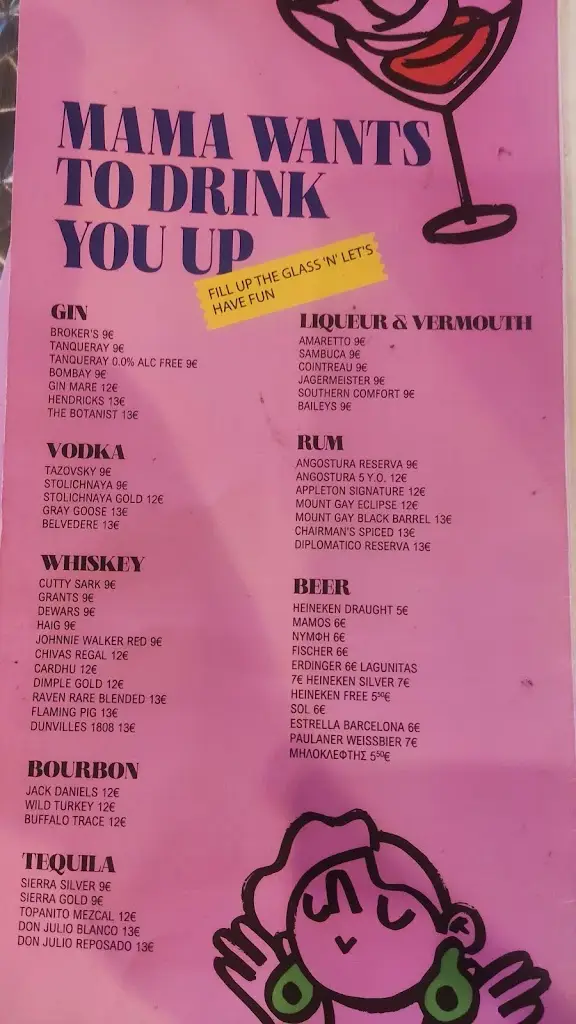 MAMA WANTS
TO DRINK
YOU UP
FILL UP THE GLASS 'N' LET'S
HAVE FUN
GIN
BROKER'S 9€
TANQUERAY 9€
TANQUERAY 0.0% ALC FREE 9€
BOMBAY 9€
GIN MARE 12€
HENDRICKS 13€
THE BOTANIST 13€
VODKA
TAZOVSKY 9€
STOLICHNAYA 9€
STOLICHNAYA GOLD 12€
GRAY GOOSE 13€
BELVEDERE 13€
WHISKEY
CUTTY SARK 9€
GRANTS 9€
DEWARS 9€
HAIG 9€
JOHNNIE WALKER RED 9€
CHIVAS REGAL 12€
CARDHU 12€
DIMPLE GOLD 12€
RAVEN RARE BLENDED 13€
FLAMING PIG 13€
DUNVILLES 1808 13€
BOURBON
JACK DANIELS 12€
WILD TURKEY 12€
BUFFALO TRACE 12€
TEQUILA
SIERRA SILVER 9€
SIERRA GOLD 9€
TOPANITO MEZCAL 12€
DON JULIO BLANCO 13€
DON JULIO REPOSADO 13€
LIQUEUR & VERMOUTH
AMARETTO 9€
SAMBUCA 9€
COINTREAU 9€
JAGERMEISTER 9€
SOUTHERN COMFORT 9€
BAILEYS 9€
RUM
ANGOSTURA RESERVA 9€
ANGOSTURA 5 Y.O. 12€
APPLETON SIGNATURE 12€
MOUNT GAY ECLIPSE 12€
MOUNT GAY BLACK BARREL 13€
CHAIRMAN'S SPICED 13€
DIPLOMATICO RESERVA 13€
BEER
HEINEKEN DRAUGHT 5€
MAMOS 6€
ΝΥΜΦΗ 6€
FISCHER 6€
ERDINGER 6€ LAGUNITAS
7€ HEINEKEN SILVER 7€
HEINEKEN FREE 5⁵⁰€
SOL 6€
ESTRELLA BARCELONA 6€
PAULANER WEISSBIER 7€
ΜΗΛΟΚΛΕΦΤΗΣ 5⁵⁰€